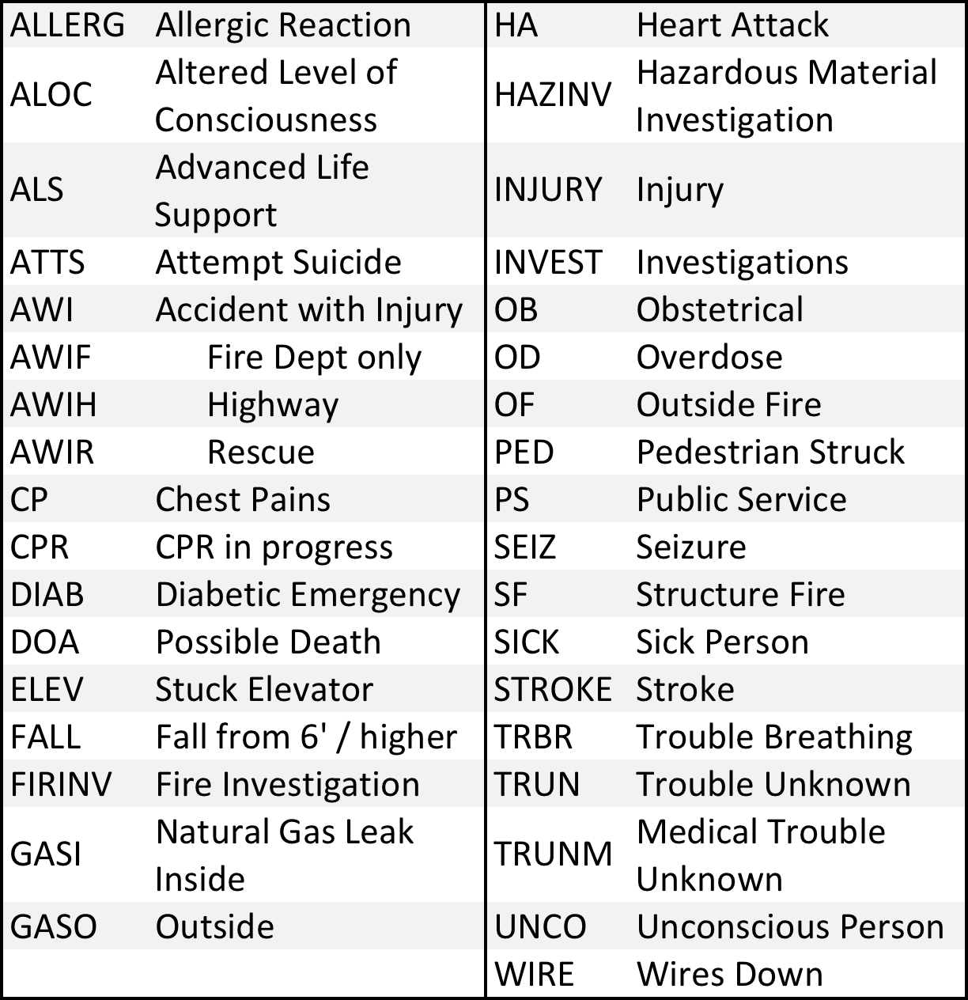 ALLERG Allergic Reaction
ALOC Altered Level of
Consciousness
ALS Advanced Life
Support
ATTS Attempt Suicide
AWI Accident with Injury
AWIF Fire Dept only
AWIH Highway
AWIR Rescue
CP Chest Pains
CPR CPR in progress
DIAB Diabetic Emergency
DOA Possible Death
ELEV Stuck Elevator
FALL Fall from 6' / higher
FIRINV Fire Investigation
GASI Natural Gas Leak
Inside
GASO Outside
HA Heart Attack
HAZINV Hazardous Material
Investigation
INJURY Injury
INVEST Investigations
OB Obstetrical
OD Overdose
OF Outside Fire
PED Pedestrian Struck
PS Public Service
SEIZ Seizure
SF Structure Fire
SICK Sick Person
STROKE Stroke
TRBR Trouble Breathing
TRUN Trouble Unknown
TRUNM Medical Trouble
Unknown
UNCO Unconscious Person
WIRE Wires Down